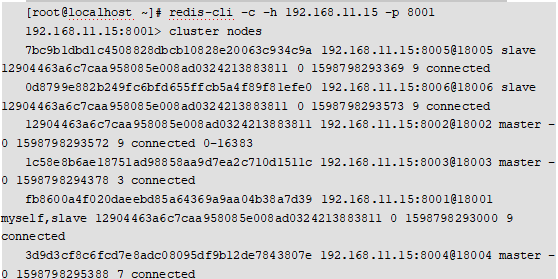 [root@localhost ~]# redis-cli -c -h 192.168.11.15 -p 8001
192.168.11.15:8001> cluster nodes
7bc9b1dbd1c4508828dbcb10828e20063c934c9a 192.168.11.15:8005@18005 slave
12904463a6c7caa958085e008ad0324213883811 0 1598798293369 9 connected
0d8799e882b249fc6bfd655ffcb5a4f89f81efe0 192.168.11.15:8006@18006 slave
12904463a6c7caa958085e008ad0324213883811 0 1598798293573 9 connected
12904463a6c7caa958085e008ad0324213883811 192.168.11.15:8002@18002 master -
0 1598798293572 9 connected 0-16383
1c58e8b6ae18751ad98858aa9d7ea2c710d1511c 192.168.11.15:8003@18003 master -
0 1598798294378 3 connected
fb8600a4f020daeebd85a64369a9aa04b38a7d39 192.168.11.15:8001@18001
myself,slave 12904463a6c7caa958085e008ad0324213883811 0 1598798293000 9
connected
3d9d3cf8c6fcd7e8adc08095df9b12de7843807e 192.168.11.15:8004@18004 master -
0 1598798295388 7 connected